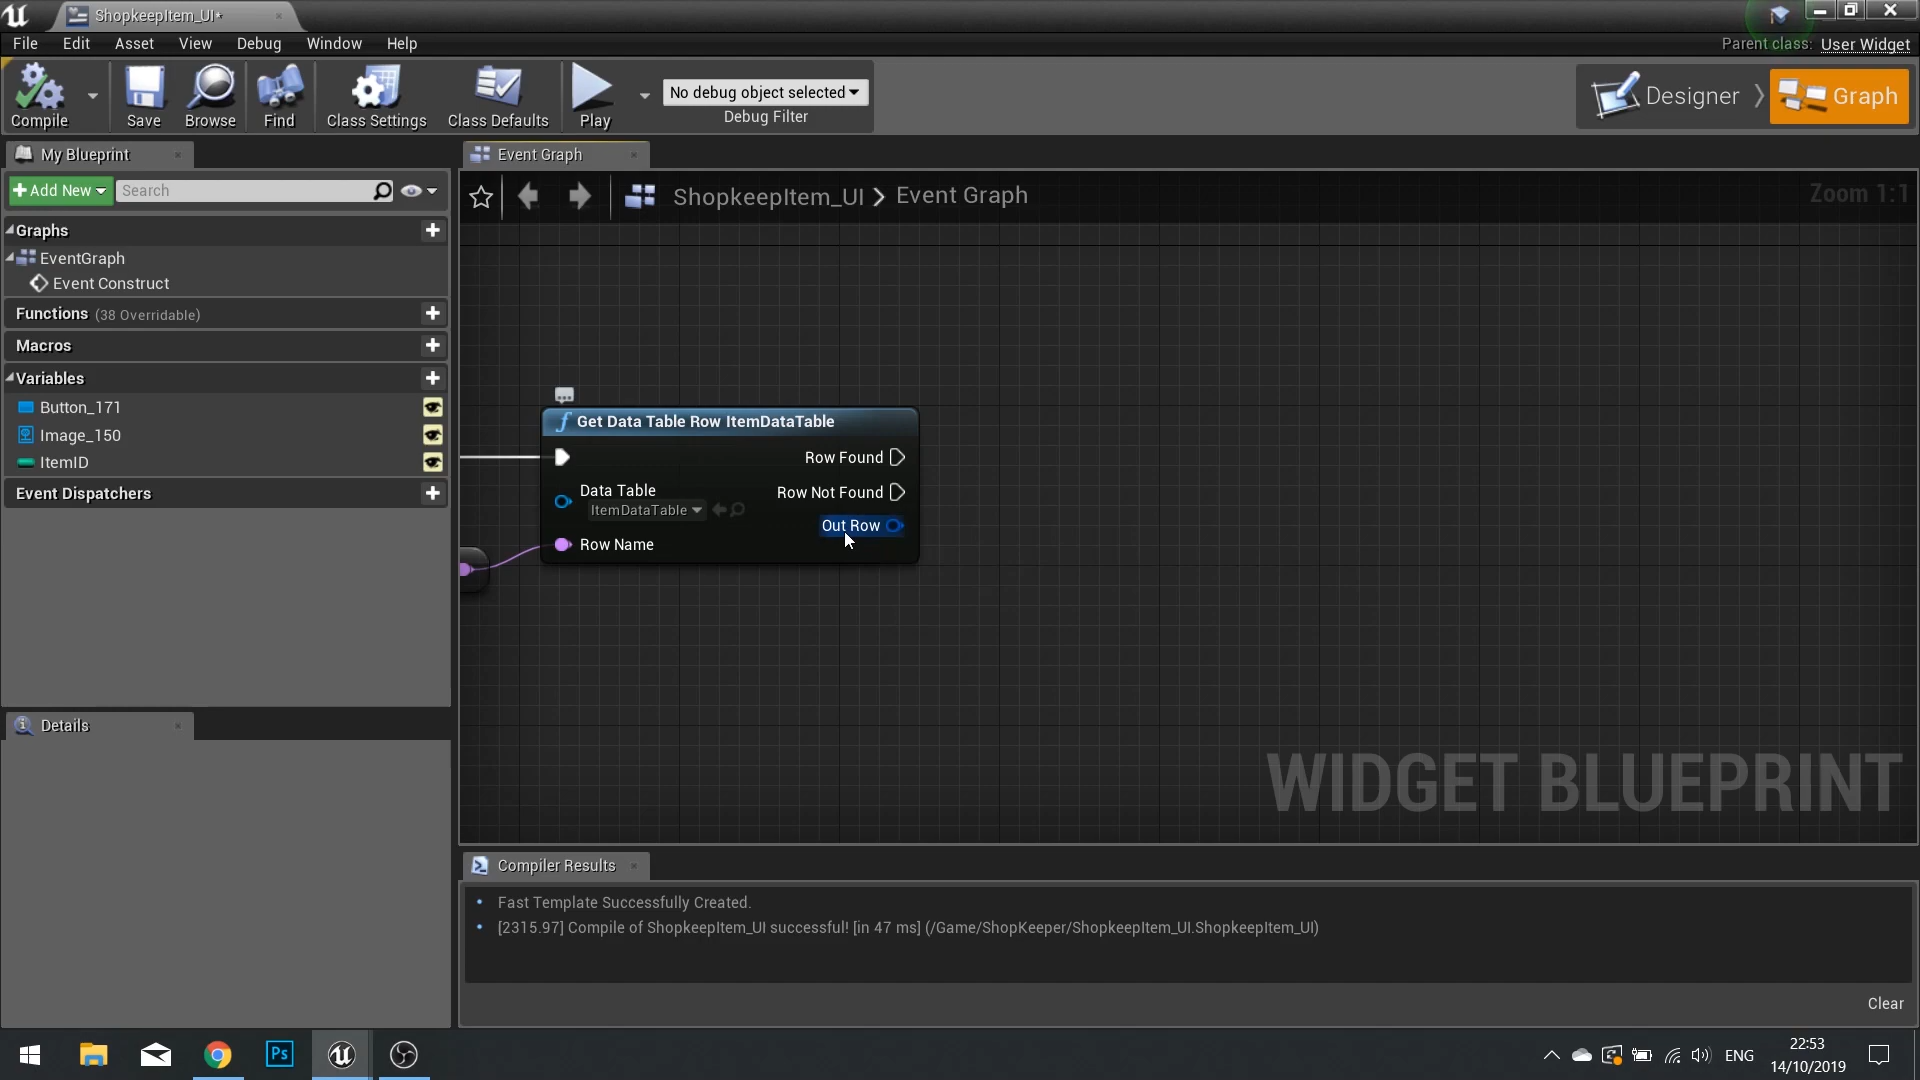 ShopkeepItem_UI*
File Edit Asset View Debug Window Help
Parent class: User Widget
Compile Save Browse Find Class Settings Class Defaults Play
No debug object selected
Debug Filter
Designer Graph
My Blueprint
Event Graph
Add New Search
ShopkeepItem_UI > Event Graph
Zoom 1:1
Graphs
EventGraph
Event Construct
Functions (38 Overridable)
Macros
Variables
Button_171
Image_150
ItemID
Event Dispatchers
f Get Data Table Row ItemDataTable
Row Found
Data Table
ItemDataTable
Row Not Found
Out Row
Row Name
Details
WIDGET BLUEPRINT
Compiler Results
Fast Template Successfully Created.
[2315.97] Compile of ShopkeepItem_UI successful! [in 47 ms] (/Game/ShopKeeper/ShopkeepItem_UI.ShopkeepItem_UI)
Clear
Ps
ENG
22:53
14/10/2019